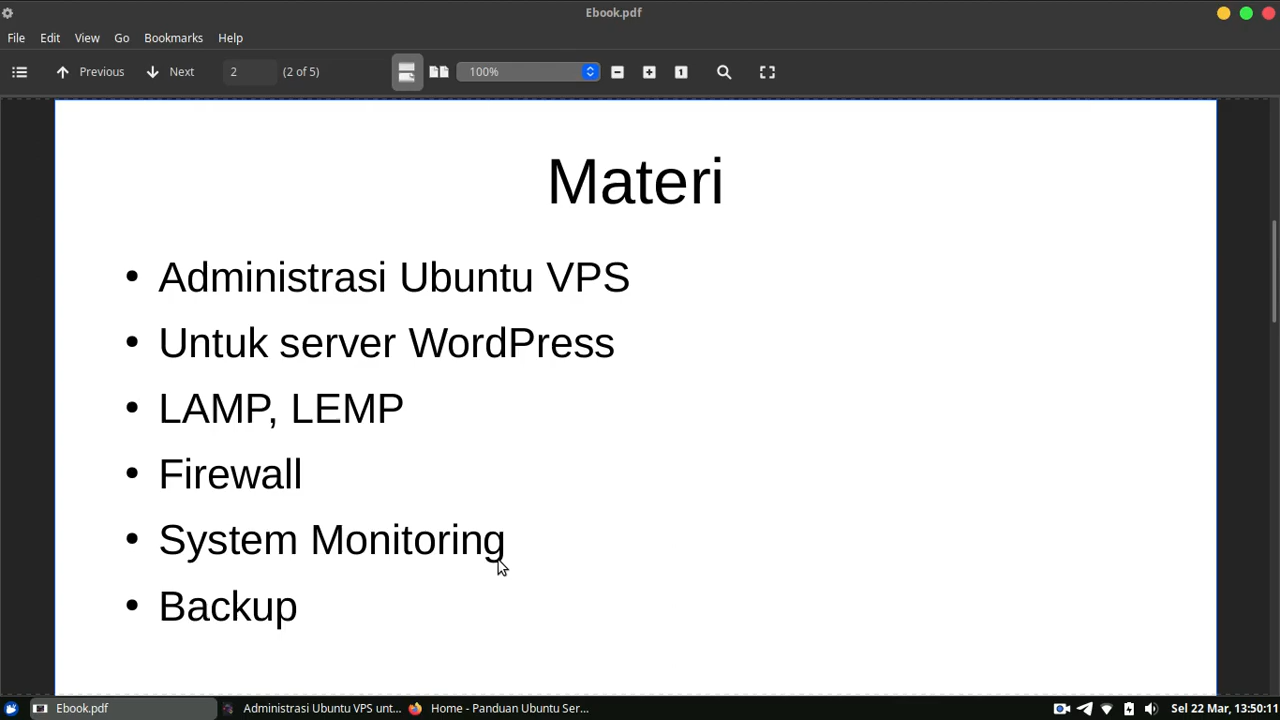 Ebook.pdf
File Edit View Go Bookmarks Help
Previous Next 2 (2 of 5) 100% 1
Materi
• Administrasi Ubuntu VPS
• Untuk server WordPress
• LAMP, LEMP
• Firewall
• System Monitoring
• Backup
Ebook.pdf Administrasi Ubuntu VPS unt... Home - Panduan Ubuntu Ser... Sel 22 Mar, 13:50:11